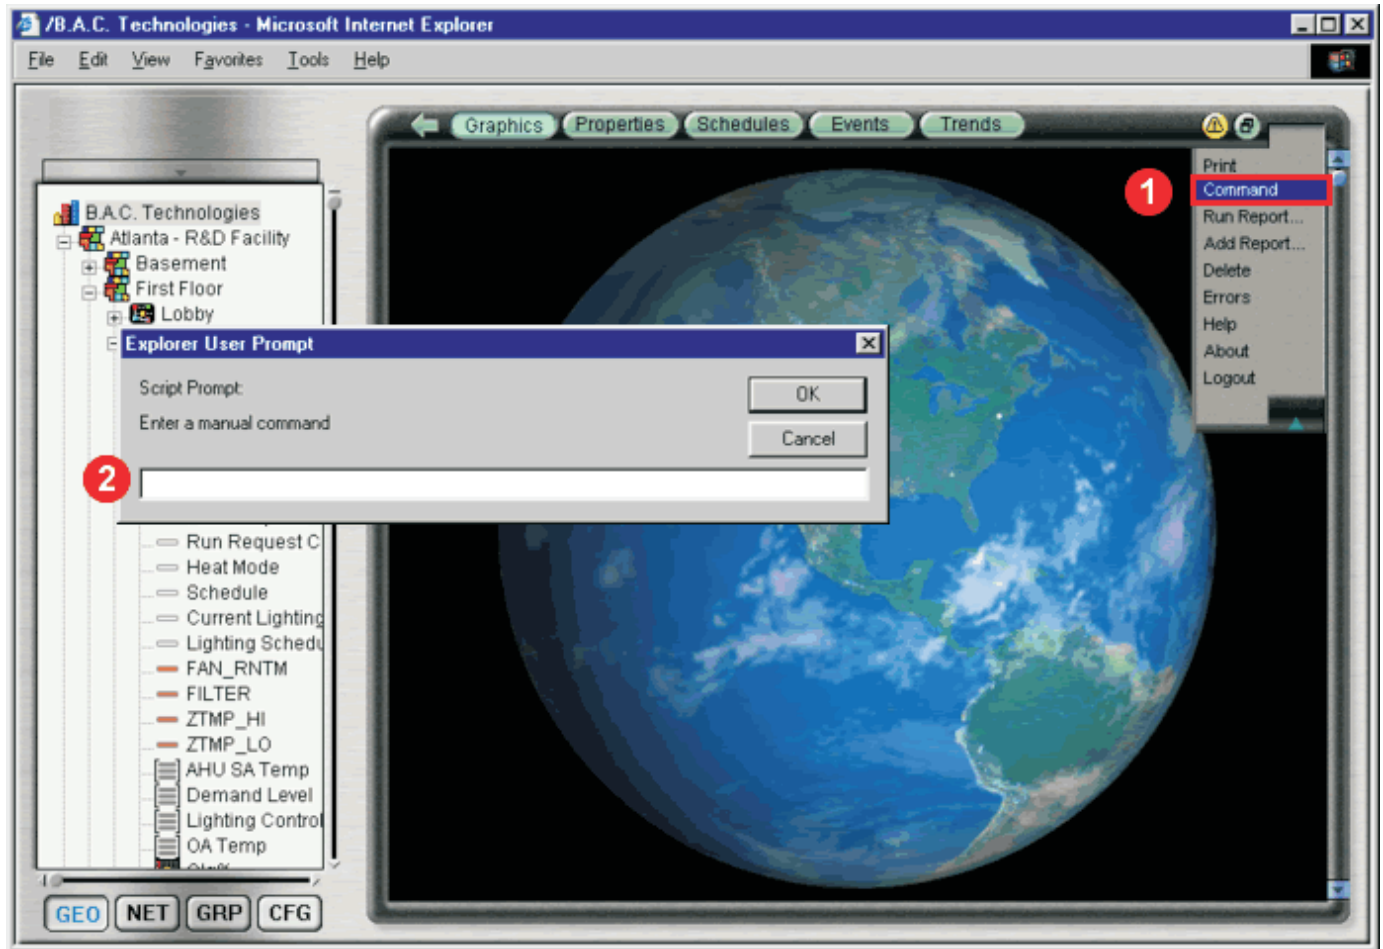 /B.A.C. Technologies - Microsoft Internet Explorer
File Edit View Favorites Tools Help
Graphics Properties Schedules Events Trends
Print
1 Command
Run Report...
Add Report...
Delete
Errors
Help
About
Logout
B.A.C. Technologies
Atlanta - R&D Facility
Basement
First Floor
Lobby
Explorer User Prompt
Script Prompt:
Enter a manual command
OK
Cancel
2
Run Request C
Heat Mode
Schedule
Current Lighting
Lighting Schedu
FAN_RNTM
FILTER
ZTMP_HI
ZTMP_LO
AHU SA Temp
Demand Level
Lighting Control
OA Temp
GEO NET GRP CFG